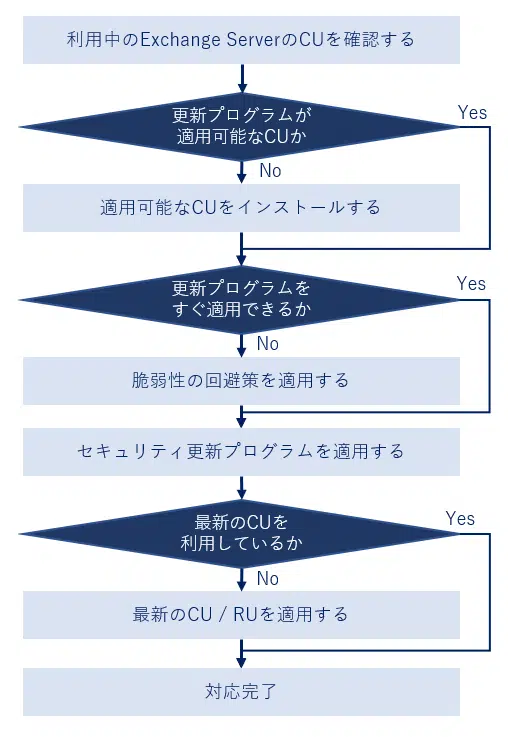 利用中のExchange ServerのCUを確認する
更新プログラムが
適用可能なCUか
Yes
No
適用可能なCUをインストールする
更新プログラムを
すぐ適用できるか
Yes
No
脆弱性の回避策を適用する
セキュリティ更新プログラムを適用する
最新のCUを
利用しているか
Yes
No
最新のCU / RUを適用する
対応完了